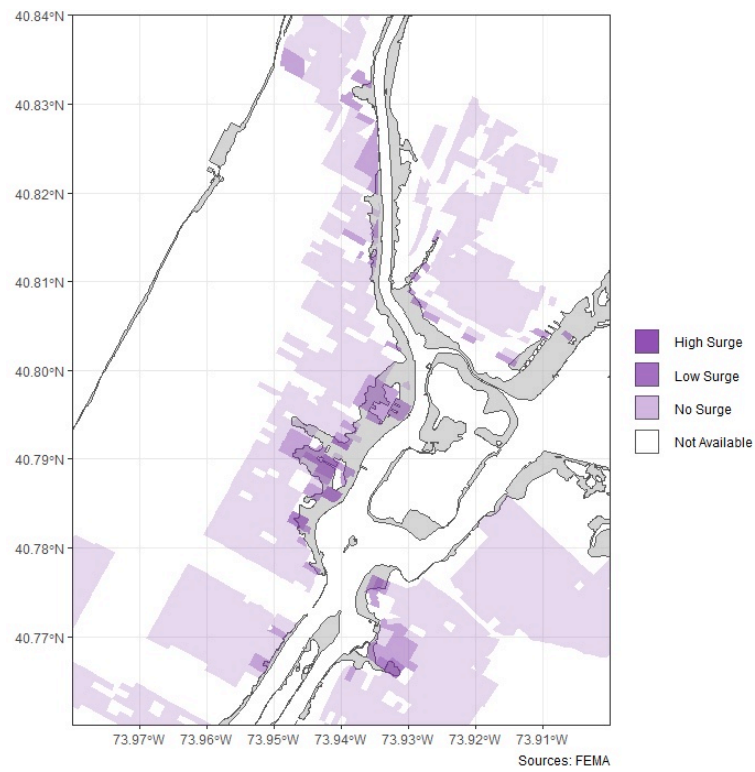 40.84°N
40.83°N
40.82°N
40.81°N
40.80°N
40.79°N
40.78°N
40.77°N
High Surge
Low Surge
No Surge
Not Available
73.97°W 73.96°W 73.95°W 73.94°W 73.93°W 73.92°W 73.91°W
Sources: FEMA